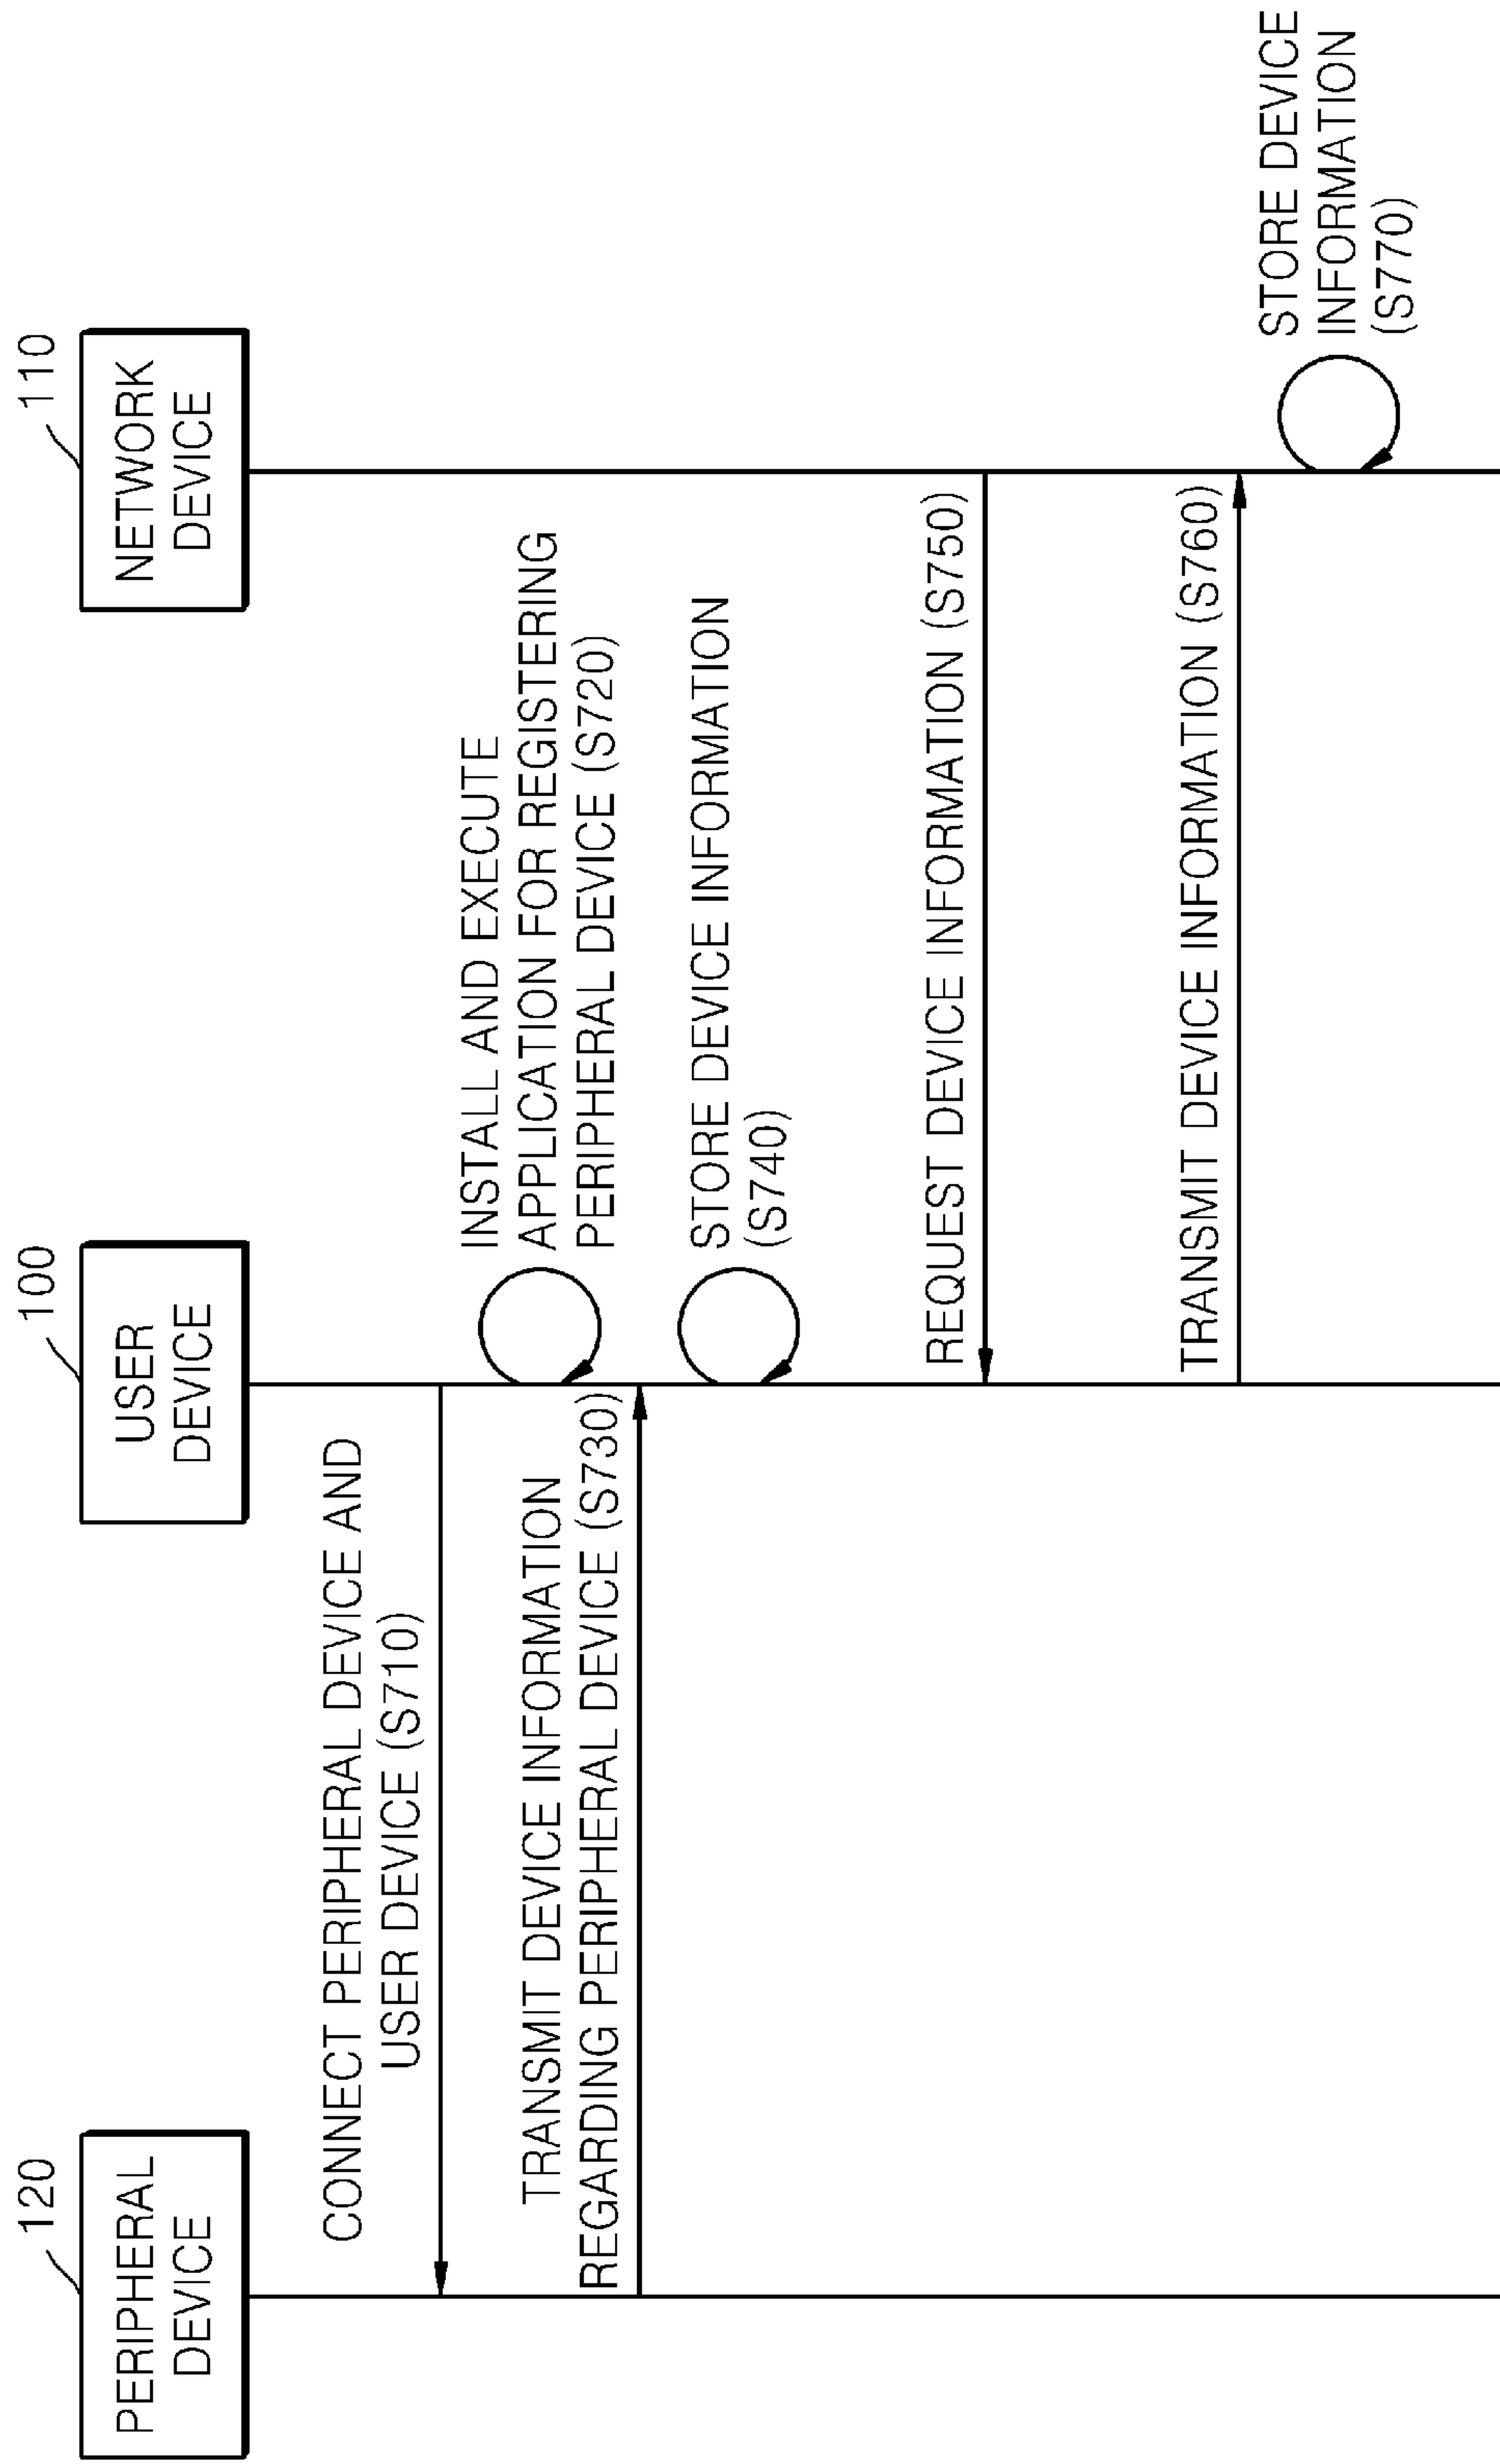 120
PERIPHERAL
DEVICE
100
USER
DEVICE
110
NETWORK
DEVICE
CONNECT PERIPHERAL DEVICE AND
USER DEVICE (S710)
INSTALL AND EXECUTE
APPLICATION FOR REGISTERING
PERIPHERAL DEVICE (S720)
TRANSMIT DEVICE INFORMATION
REGARDING PERIPHERAL DEVICE (S730)
STORE DEVICE INFORMATION
(S740)
REQUEST DEVICE INFORMATION (S750)
TRANSMIT DEVICE INFORMATION (S760)
STORE DEVICE
INFORMATION
(S770)